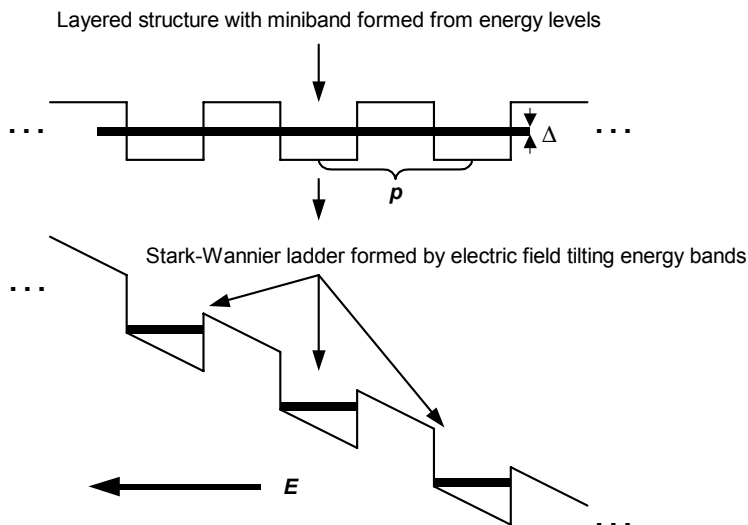 Layered structure with miniband formed from energy levels
... ...
Δ
p
Stark-Wannier ladder formed by electric field tilting energy bands
...
E
...